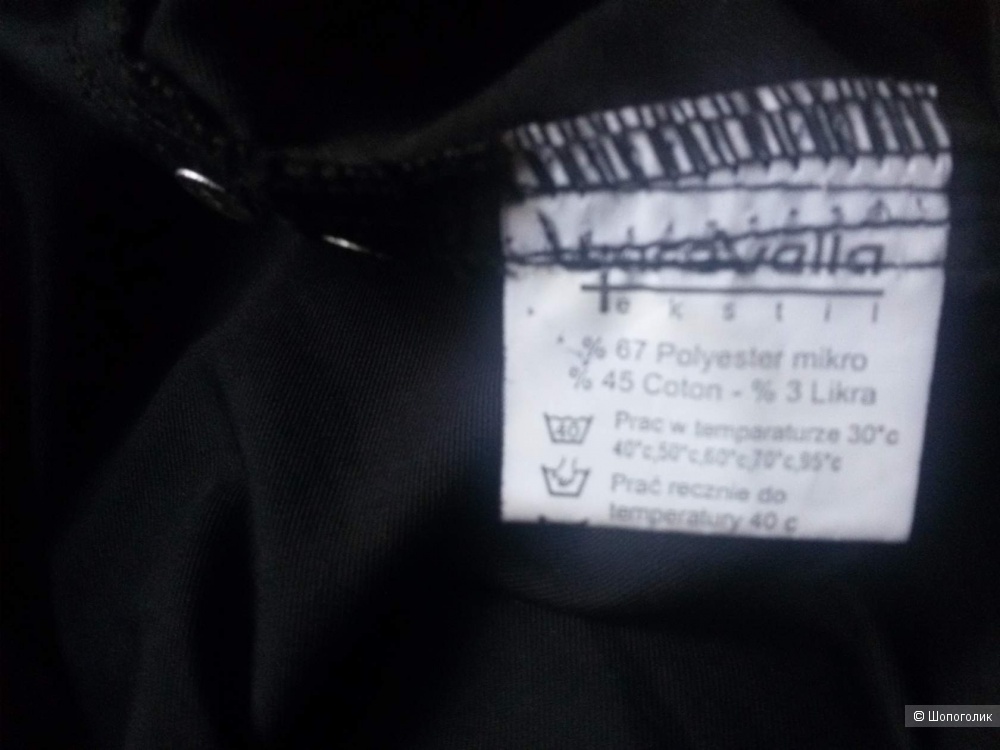 tekstil
% 67 Polyester mikro
% 45 Coton - % 3 Likra
40
Prac w temparaturze 30°c
40°c,50°c,60°c,70°c,95°c
Prać recznie do
temperatury 40 c
© Шопоголик